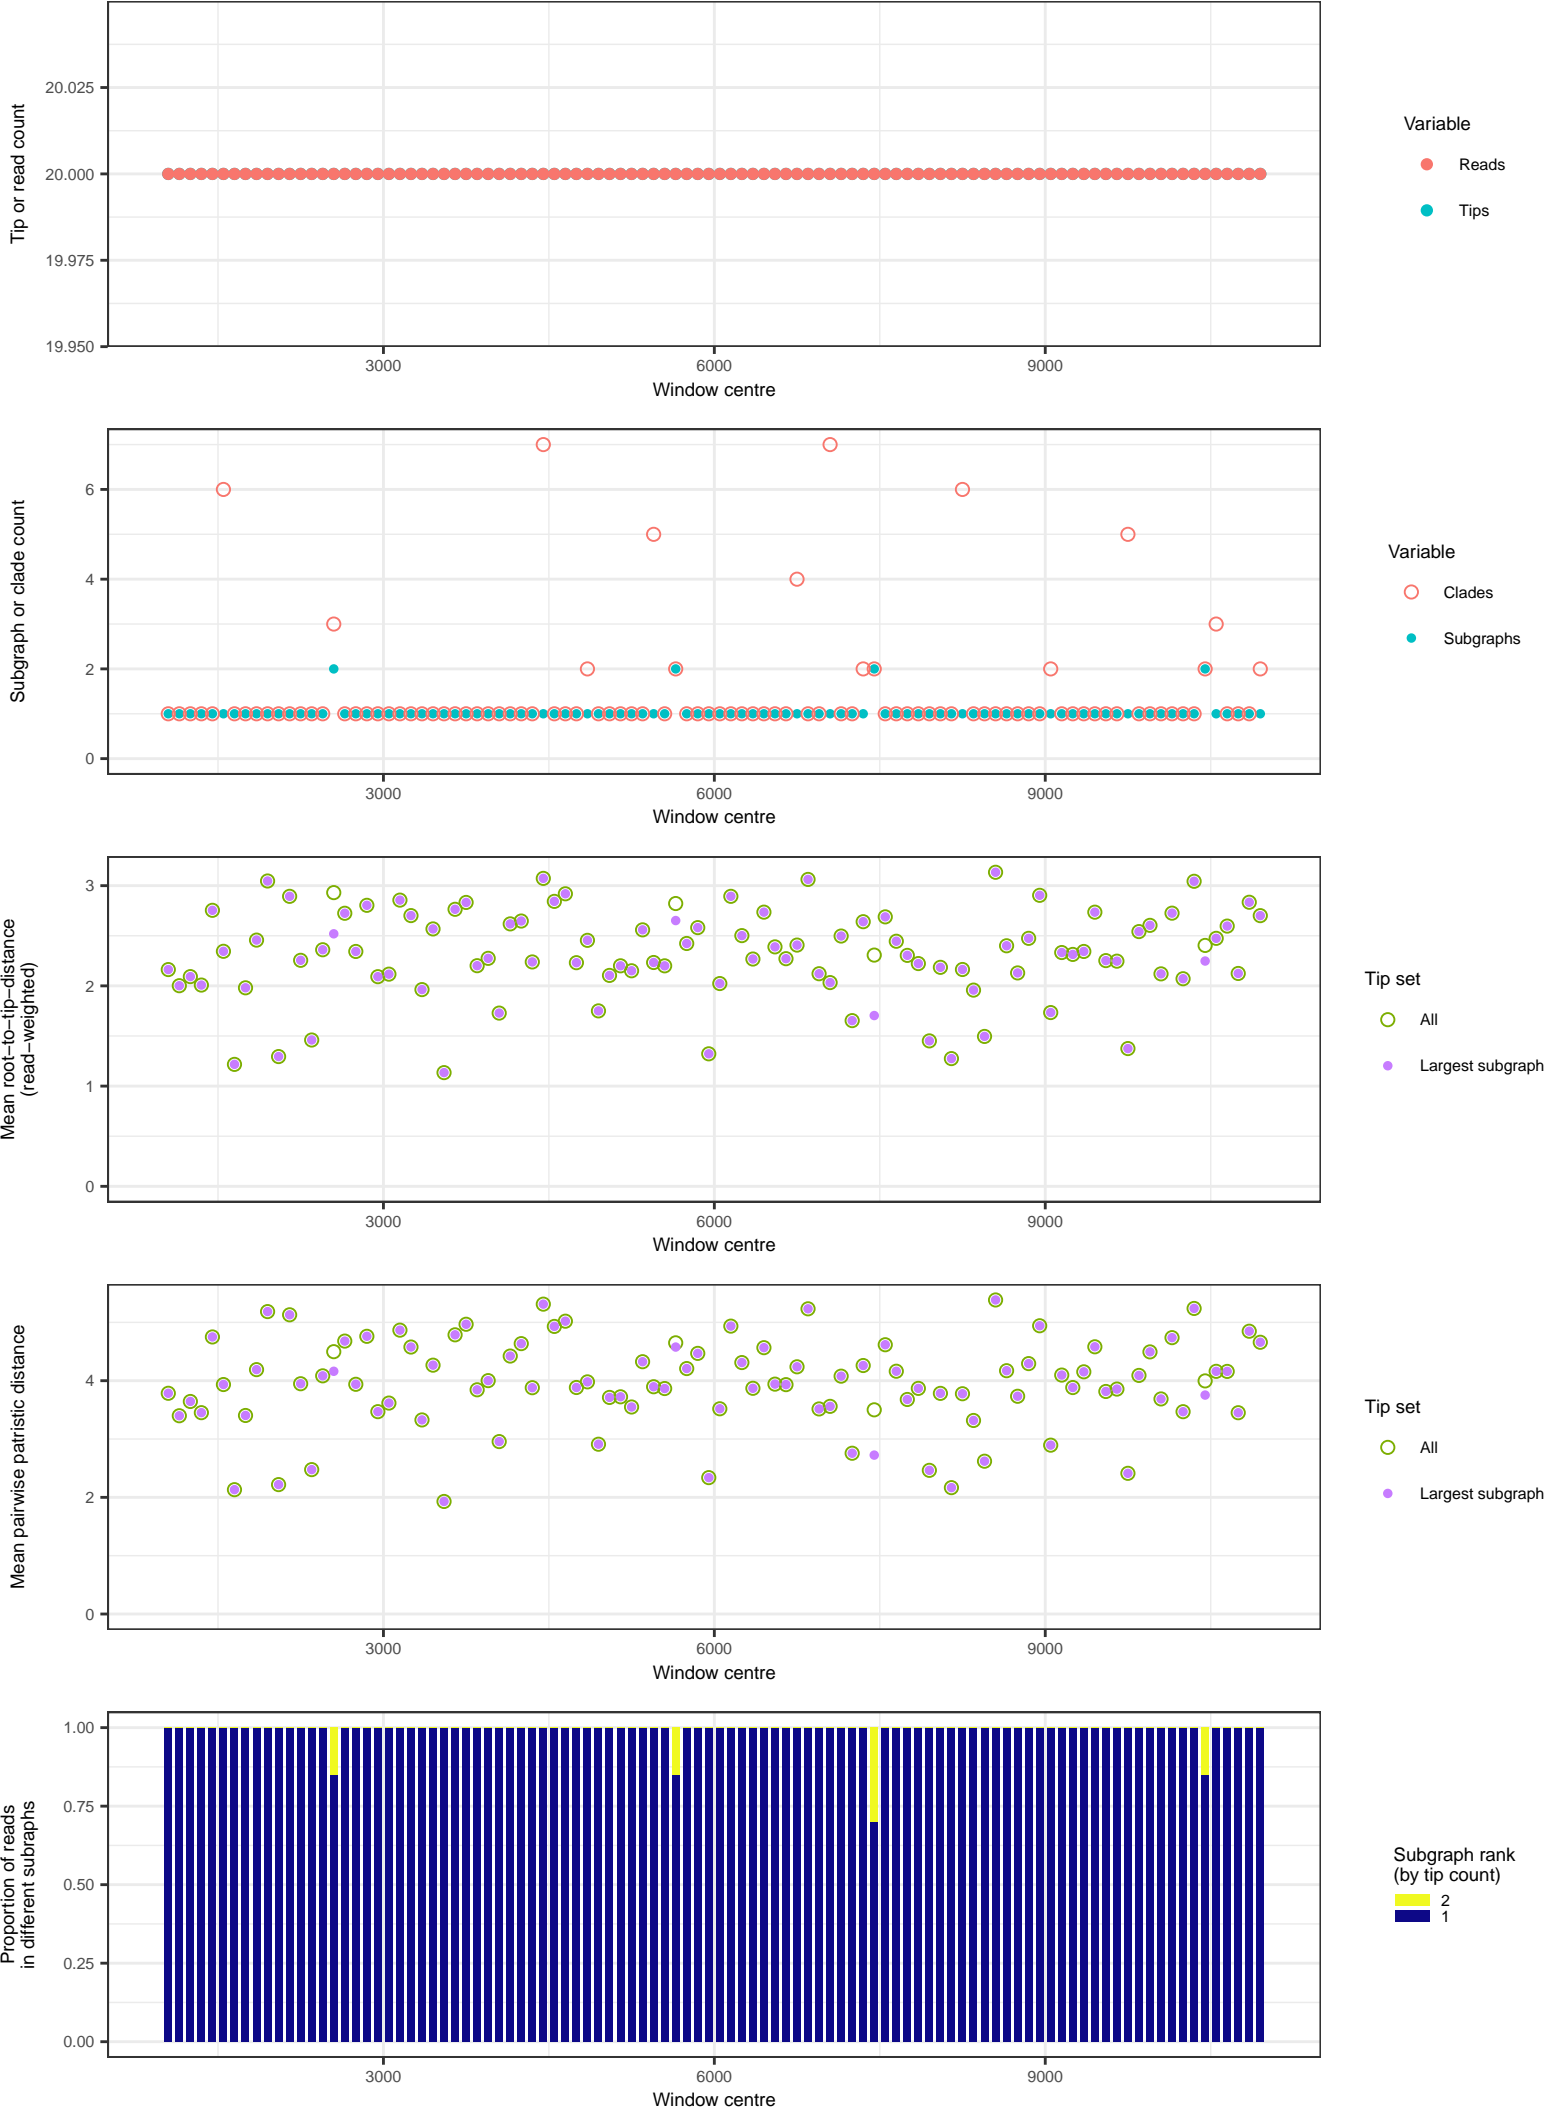 Tip or read count
20.025
20.000
19.975
19.950
3000 6000 9000
Window centre
Variable
Reads
Tips
Subgraph or clade count
6
4
2
0
3000 6000 9000
Window centre
Variable
Clades
Subgraphs
Mean root−to−tip−distance
(read−weighted)
3
2
1
0
3000 6000 9000
Window centre
Tip set
All
Largest subgraph
Mean pairwise patristic distance
4
2
0
3000 6000 9000
Window centre
Tip set
All
Largest subgraph
Proportion of reads
in different subraphs
1.00
0.75
0.50
0.25
0.00
3000 6000 9000
Window centre
Subgraph rank
(by tip count)
2
1